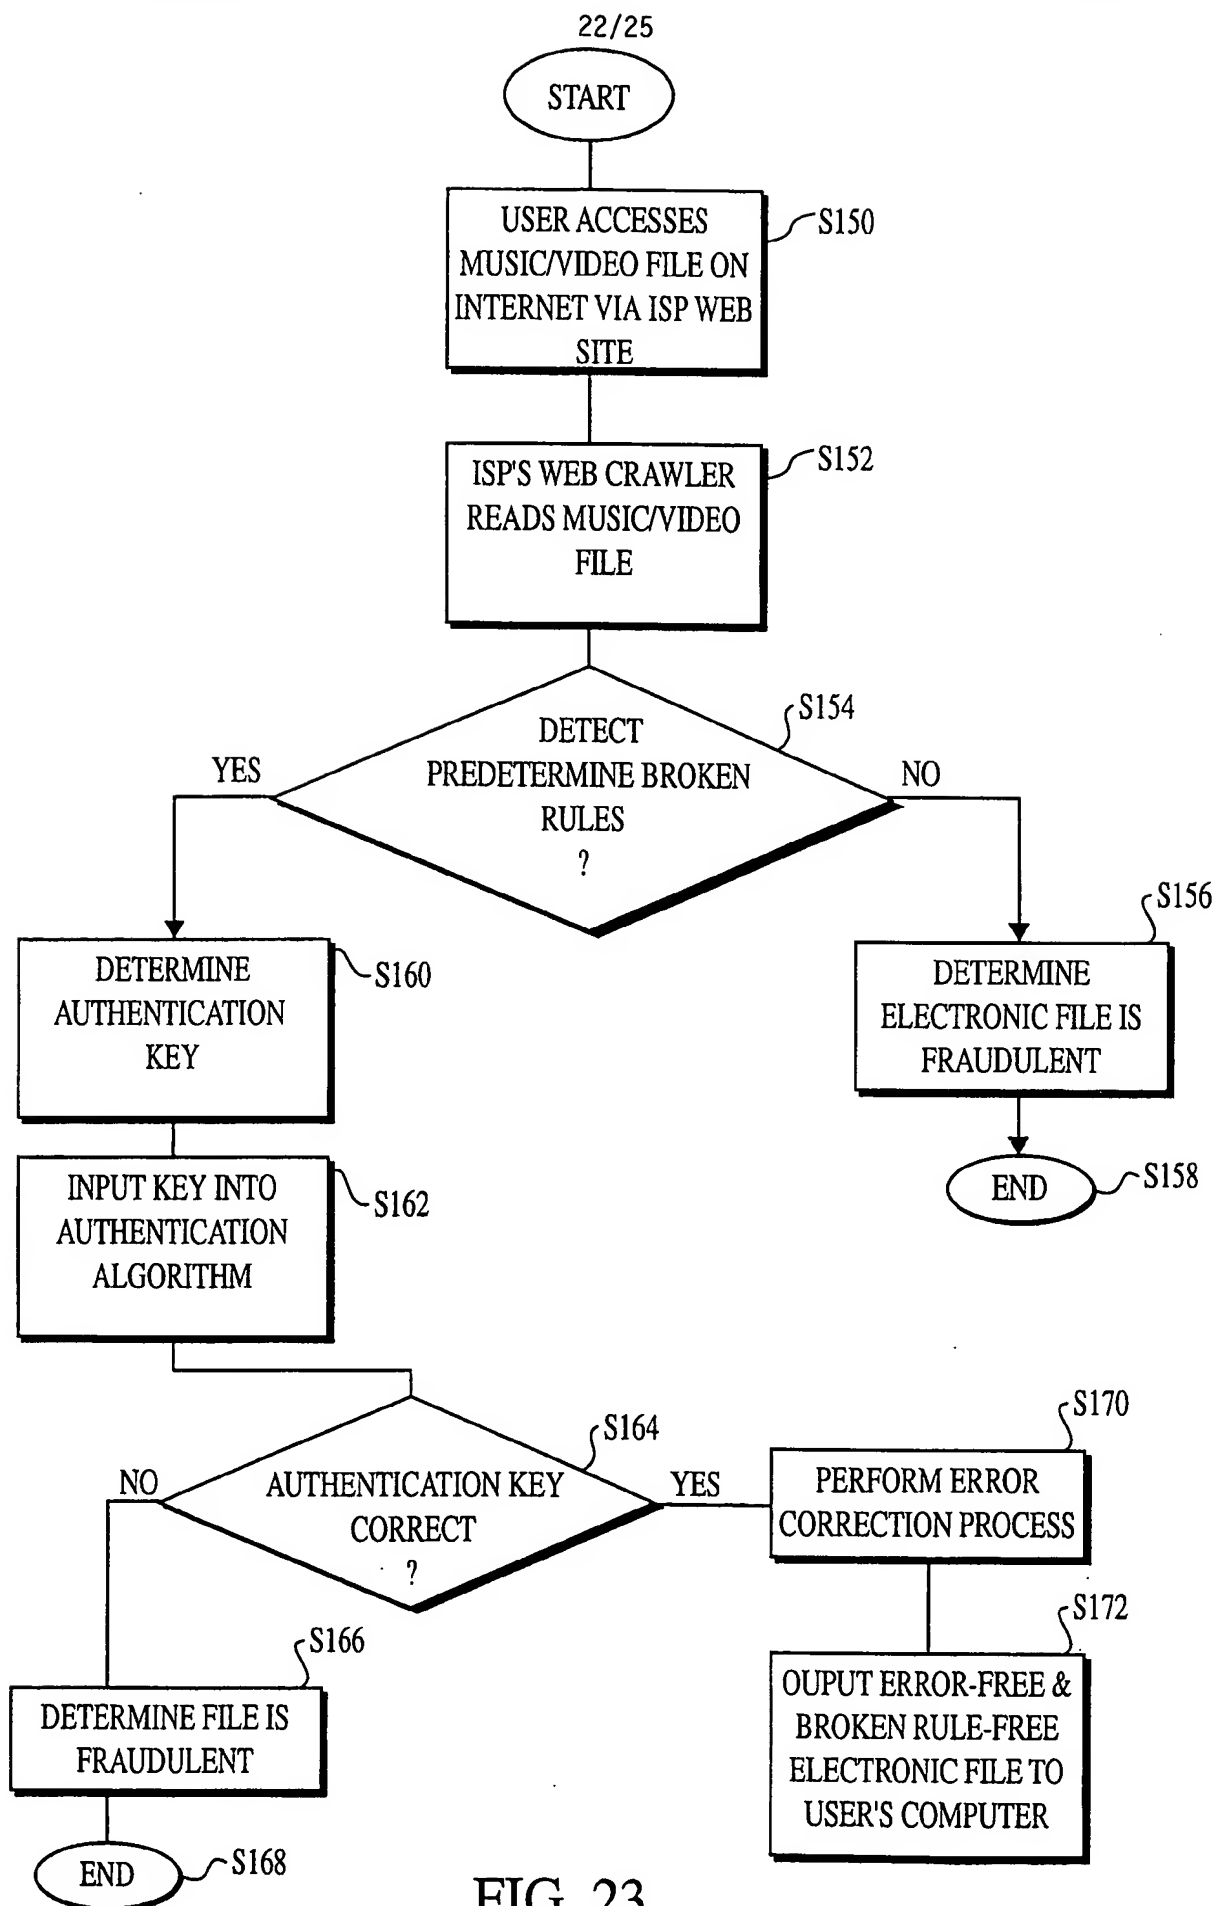 22/25
START
USER ACCESSES
MUSIC/VIDEO FILE ON
INTERNET VIA ISP WEB
SITE
S150
ISP'S WEB CRAWLER
READS MUSIC/VIDEO
FILE
S152
DETECT
PREDETERMINE BROKEN
RULES
?
S154
YES
NO
S156
DETERMINE
ELECTRONIC FILE IS
FRAUDULENT
S158
END
DETERMINE
AUTHENTICATION
KEY
S160
INPUT KEY INTO
AUTHENTICATION
ALGORITHM
S162
AUTHENTICATION KEY
CORRECT
?
S164
NO
YES
S170
PERFORM ERROR
CORRECTION PROCESS
S172
OUPUT ERROR-FREE &
BROKEN RULE-FREE
ELECTRONIC FILE TO
USER'S COMPUTER
S166
DETERMINE FILE IS
FRAUDULENT
END
S168
FIG. 23